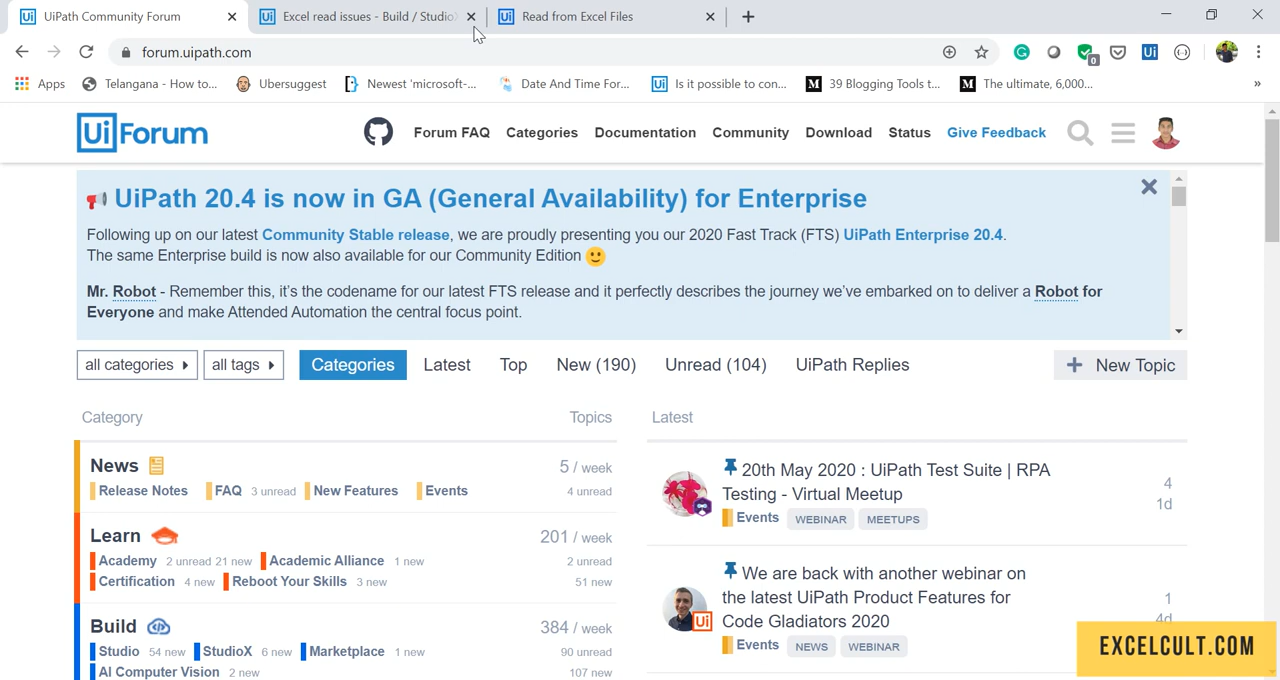 UiPath Community Forum
Excel read issues - Build / StudioX
Read from Excel Files
forum.uipath.com
0
Apps
Telangana - How to...
Ubersuggest
Newest 'microsoft-...
Date And Time For...
Is it possible to con...
39 Blogging Tools t...
The ultimate, 6,000...
UiForum
Forum FAQ
Categories
Documentation
Community
Download
Status
Give Feedback
UiPath 20.4 is now in GA (General Availability) for Enterprise
Following up on our latest Community Stable release, we are proudly presenting you our 2020 Fast Track (FTS) UiPath Enterprise 20.4.
The same Enterprise build is now also available for our Community Edition
Mr. Robot - Remember this, it's the codename for our latest FTS release and it perfectly describes the journey we've embarked on to deliver a Robot for
Everyone and make Attended Automation the central focus point.
all categories
all tags
Categories
Latest
Top
New (190)
Unread (104)
UiPath Replies
New Topic
Category
Topics
Latest
News
5 / week
Release Notes FAQ 3 unread New Features Events
4 unread
Learn
201 / week
Academy 2 unread 21 new Academic Alliance 1 new
2 unread
Certification 4 new Reboot Your Skills 3 new
51 new
Build
384 / week
Studio 54 new StudioX 6 new Marketplace 1 new
90 unread
AI Computer Vision 2 new
107 new
20th May 2020 : UiPath Test Suite | RPA
Testing - Virtual Meetup
Events WEBINAR MEETUPS
4
1d
We are back with another webinar on
the latest UiPath Product Features for
Code Gladiators 2020
Events NEWS WEBINAR
1
4d
EXCELCULT.COM